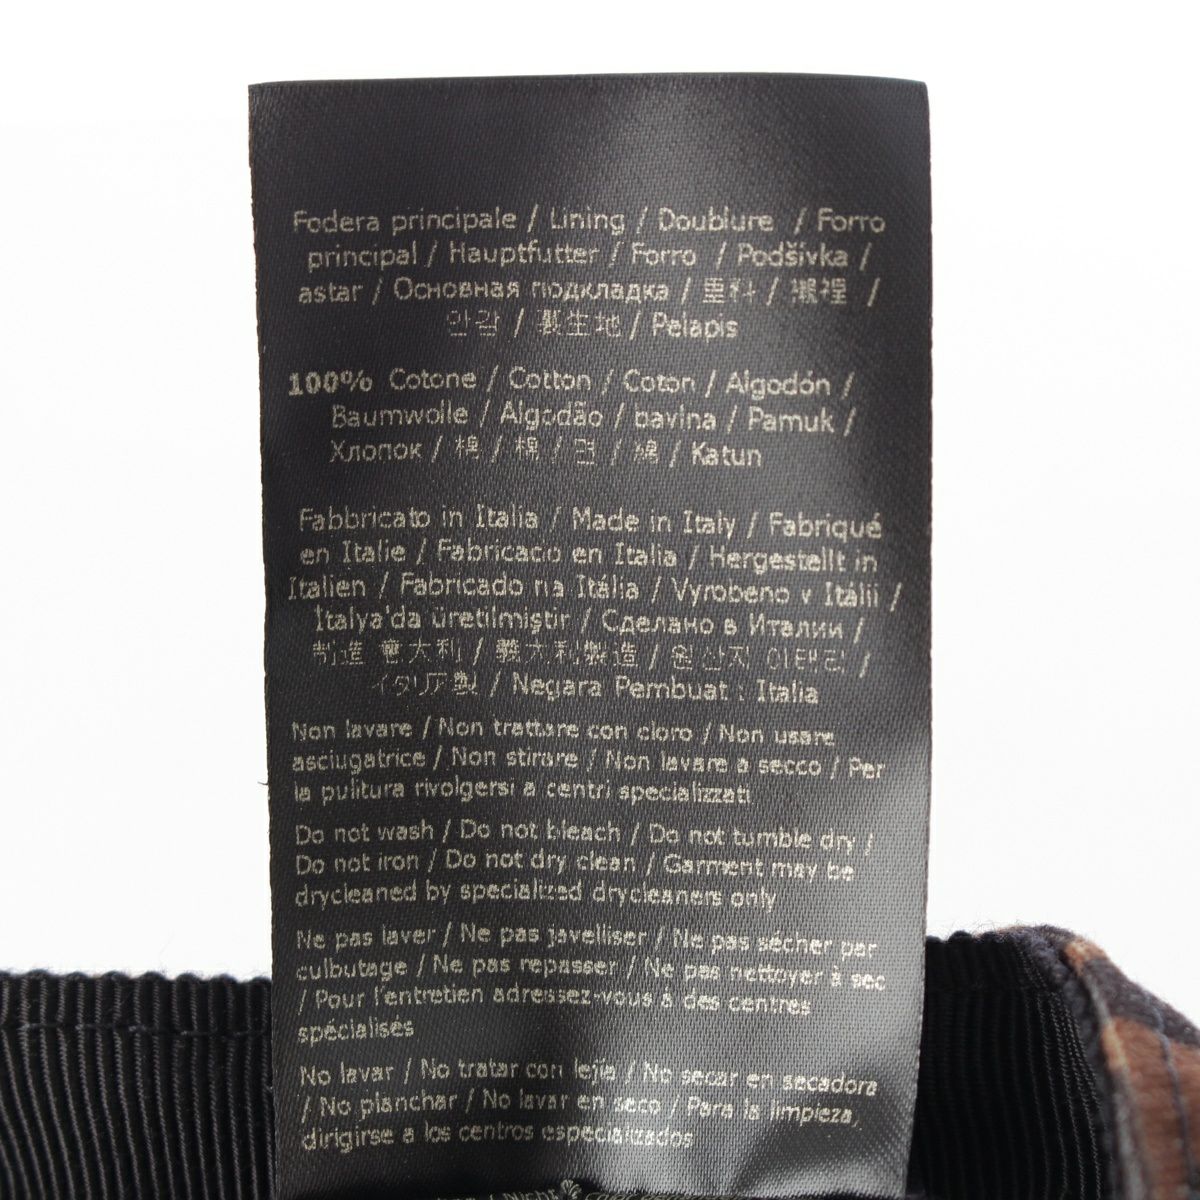 Fodera principale / Lining / Doublure / Forro
principal / Hauptfutter / Forro / Podšívka /
astar / Основная подкладка / 里料 / 襯裡 /
안감 / 裏生地 / Pelapis
100% Cotone / Cotton / Coton / Algodón /
Baumwolle / Algodão / bavlna / Pamuk /
Хлопок / 棉 / 棉 / 면 / 綿 / Katun
Fabbricato in Italia / Made in Italy / Fabriqué
en Italie / Fabricado en Italia / Hergestellt in
Italien / Fabricado na Itália / Vyrobeno v Itálii /
İtalya'da üretilmiştir / Сделано в Италии /
制造 意大利 / 義大利製造 / 원산지 이태리 /
イタリア製 / Negara Pembuat : Italia
Non lavare / Non trattare con cloro / Non usare
asciugatrice / Non stirare / Non lavare a secco / Per
la pulitura rivolgersi a centri specializzati
Do not wash / Do not bleach / Do not tumble dry /
Do not iron / Do not dry clean / Garment may be
drycleaned by specialized drycleaners only
Ne pas laver / Ne pas javelliser / Ne pas sécher par
culbutage / Ne pas repasser / Ne pas nettoyer à sec
/ Pour l'entretien adressez-vous à des centres
spécialisés
No lavar / No tratar con lejía / No secar en secadora
/ No planchar / No lavar en seco / Para la limpieza,
dirigirse a los centros especializados